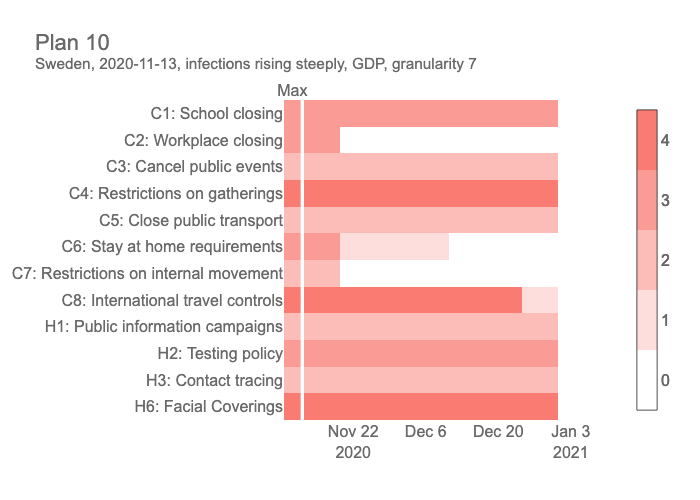 Plan 10
Sweden, 2020-11-13, infections rising steeply, GDP, granularity 7
Max
C1: School closing
C2: Workplace closing
C3: Cancel public events
C4: Restrictions on gatherings
C5: Close public transport
C6: Stay at home requirements
C7: Restrictions on internal movement
C8: International travel controls
H1: Public information campaigns
H2: Testing policy
H3: Contact tracing
H6: Facial Coverings
Nov 22 Dec 6 Dec 20 Jan 3
2020 2021
4
3
2
1
0